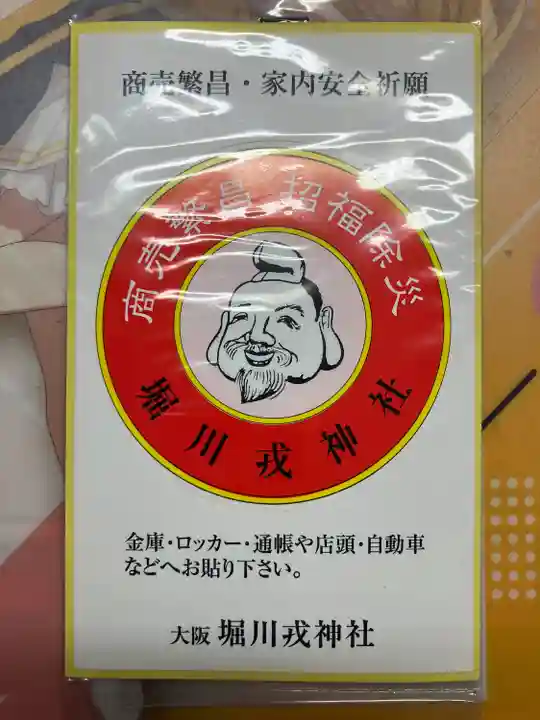 商売繁昌・家内安全祈願
商売繁昌 招福除災
堀川戎神社
金庫・ロッカー・通帳や店頭・自動車
などへお貼り下さい。
大阪 堀川戎神社